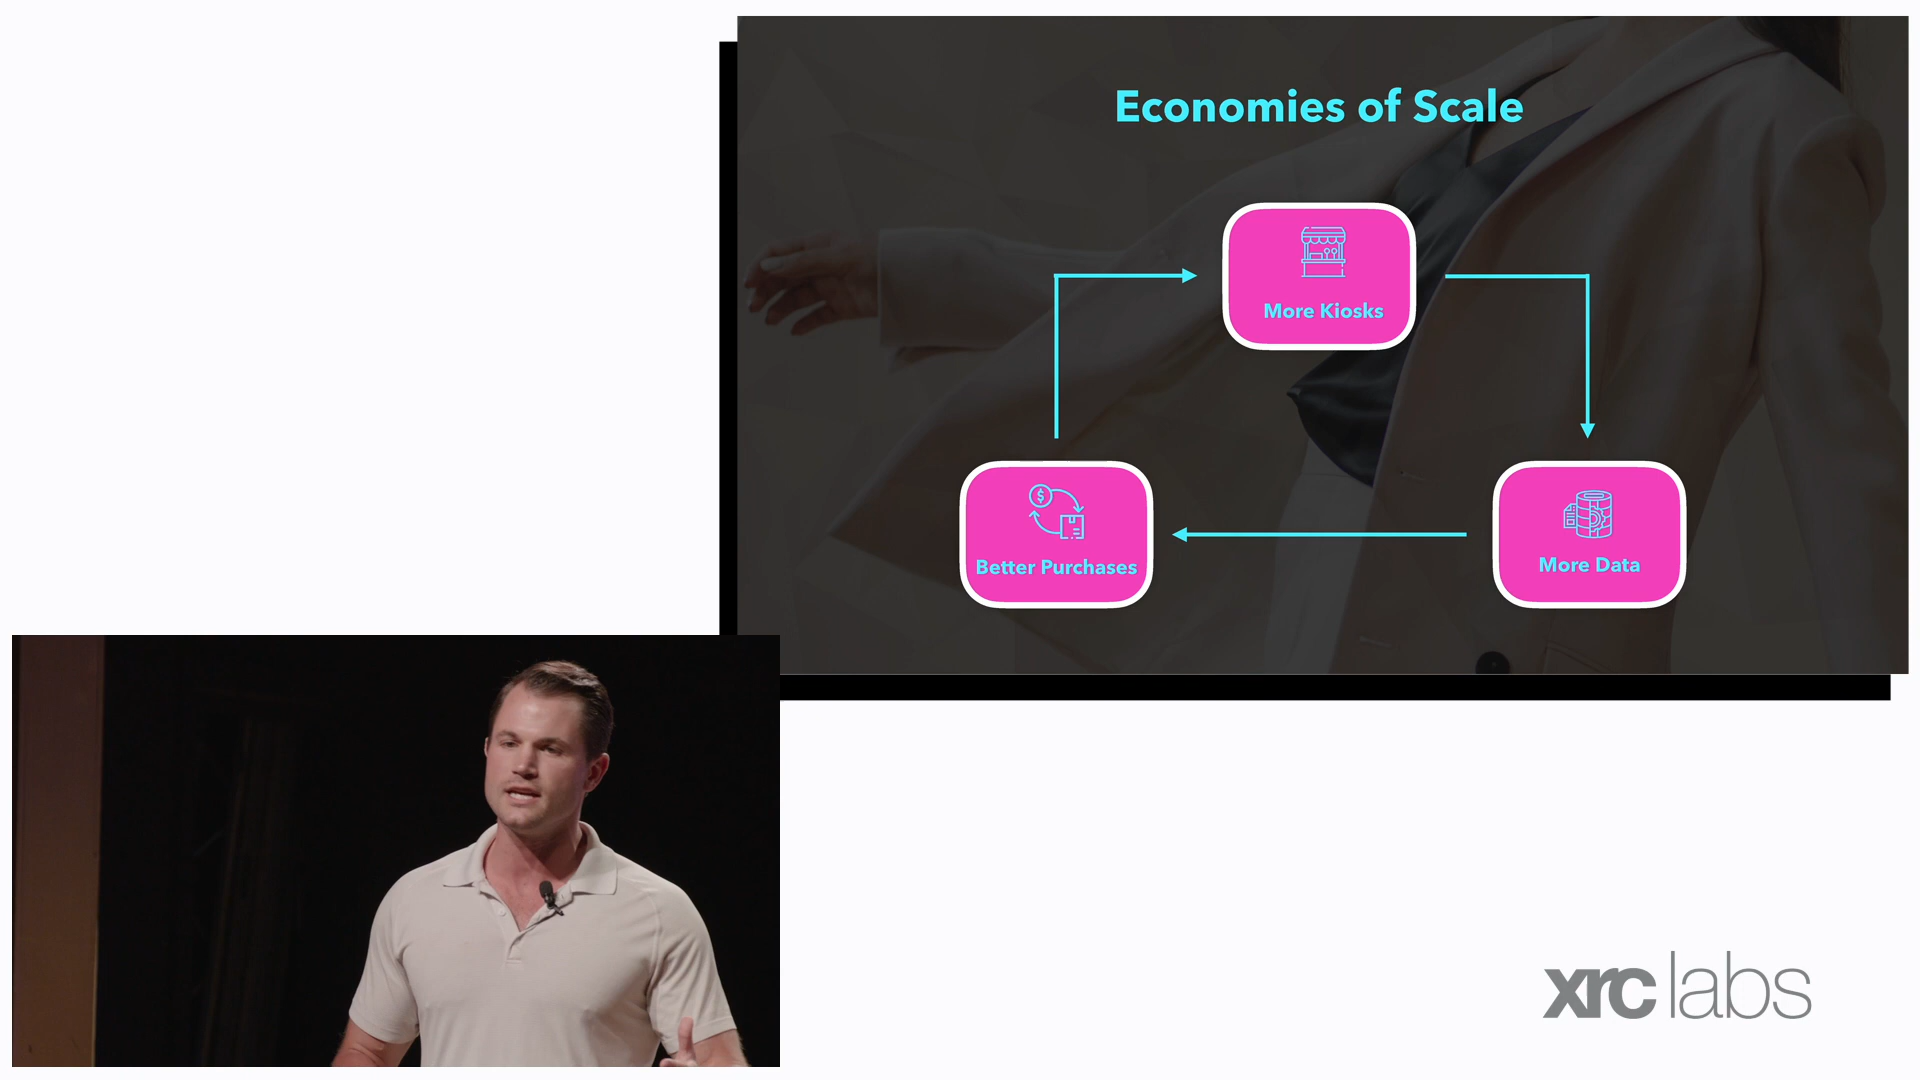 Economies of Scale
More Kiosks
Better Purchases
More Data
$
xrc labs